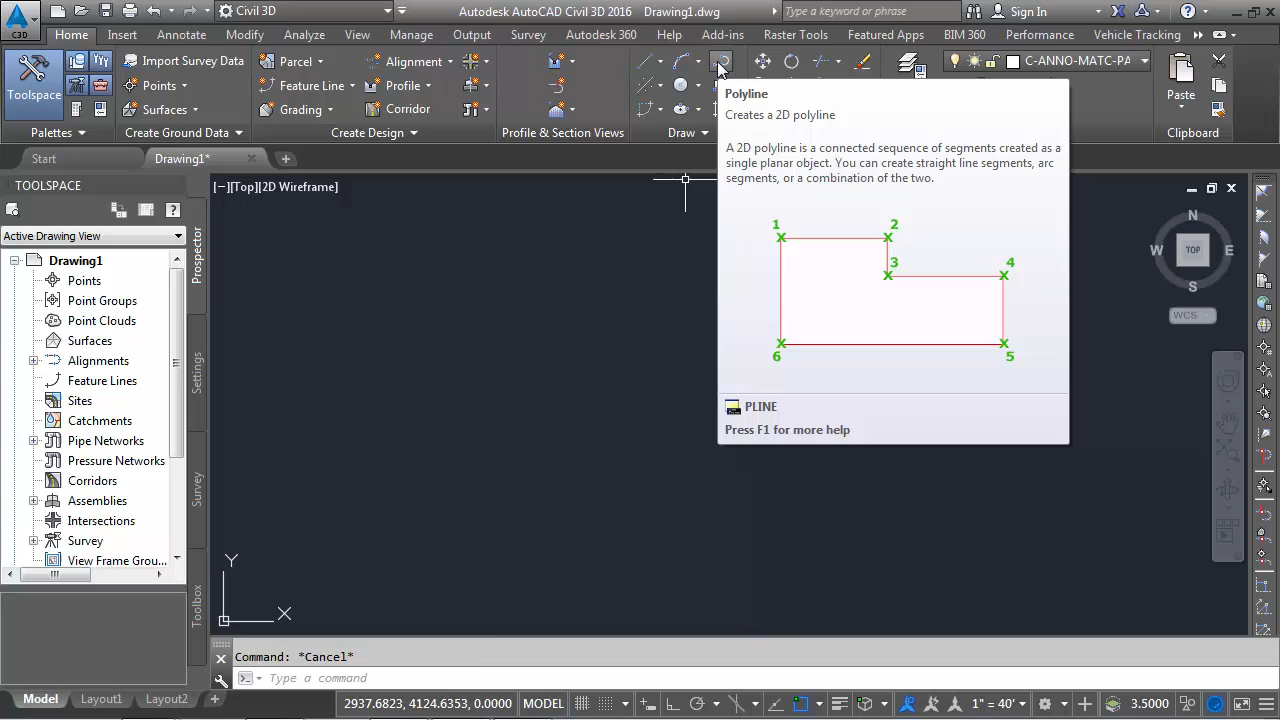 Civil 3D
Autodesk AutoCAD Civil 3D 2016 Drawing1.dwg
Type a keyword or phrase
Sign In
C3D
Home Insert Annotate Modify Analyze View Manage Output Survey Autodesk 360 Help Add-ins Raster Tools Featured Apps BIM 360 Performance Vehicle Tracking
Toolspace
Import Survey Data
Points
Surfaces
Parcel
Feature Line
Grading
Alignment
Profile
Corridor
C-ANNO-MATC-PA
Paste
Palettes
Create Ground Data
Create Design
Profile & Section Views
Draw
Clipboard
Start
Drawing1*
Polyline
Creates a 2D polyline
A 2D polyline is a connected sequence of segments created as a
single planar object. You can create straight line segments, arc
segments, or a combination of the two.
1 2
3 4
6 5
PLINE
Press F1 for more help
TOOLSPACE
Active Drawing View
Drawing1
Points
Point Groups
Point Clouds
Surfaces
Alignments
Feature Lines
Sites
Catchments
Pipe Networks
Pressure Networks
Corridors
Assemblies
Intersections
Survey
View Frame Grou...
Prospector
Settings
Survey
Toolbox
[−][Top][2D Wireframe]
N
W TOP E
S
WCS
Y
X
Command: *Cancel*
Type a command
Model Layout1 Layout2
2937.6823, 4124.6353, 0.0000 MODEL
1" = 40'
3.5000